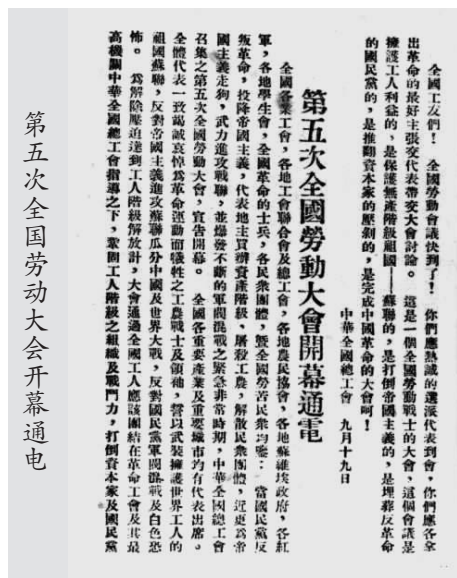 全國工友們！　全國勞動會議快到了！　你們應熱誠的選派代表到會，你們應各拿
出革命的最好主張交代表帶交大會討論。　這是一個全國勞動戰士的大會，這個會議是
擁護工人利益的，是保護無產階級祖國——蘇聯的，是打倒帝國主義的，是埋葬反革命
的國民黨的，是推翻資本家的壓剝的，是完成中國革命的大會呵！
中華全國總工會　九月十九日
第五次全國勞動大會開幕通電
全國各業工會，各地工會聯合會及總工會，各地農民協會，各地蘇維埃政府，各紅
軍，各地學生會，全國革命的士兵，各民衆團體，曁全國勞苦民衆均鑒：　當國民黨反
叛革命，投降帝國主義，代表地主買辦資產階級，屠殺工農，解散民衆團體，近更爲帝
國主義走狗，武力進攻戰聯，並爆發不斷的軍閥混戰之緊急非常時期，中華全國總工會
召集之第五次全國勞動大會，宣告開幕。　全國各重要產業及重要城市均有代表出席。
全體代表一致竭誠哀悼爲革命運動而犧牲之工農戰士及領袖，誓以武裝擁護世界工人的
祖國蘇聯，反對帝國主義進攻蘇聯瓜分中國及世界大戰，反對國民黨軍閥混戰及白色恐
怖。　爲解除壓迫達到工人階級解放計，大會通過全國工人應該團結在革命工會及其最
高機關中華全國總工會指導之下，鞏固工人階級之組織及戰鬥力，打倒資本家及國民黨
第五次全国劳动大会开幕通电